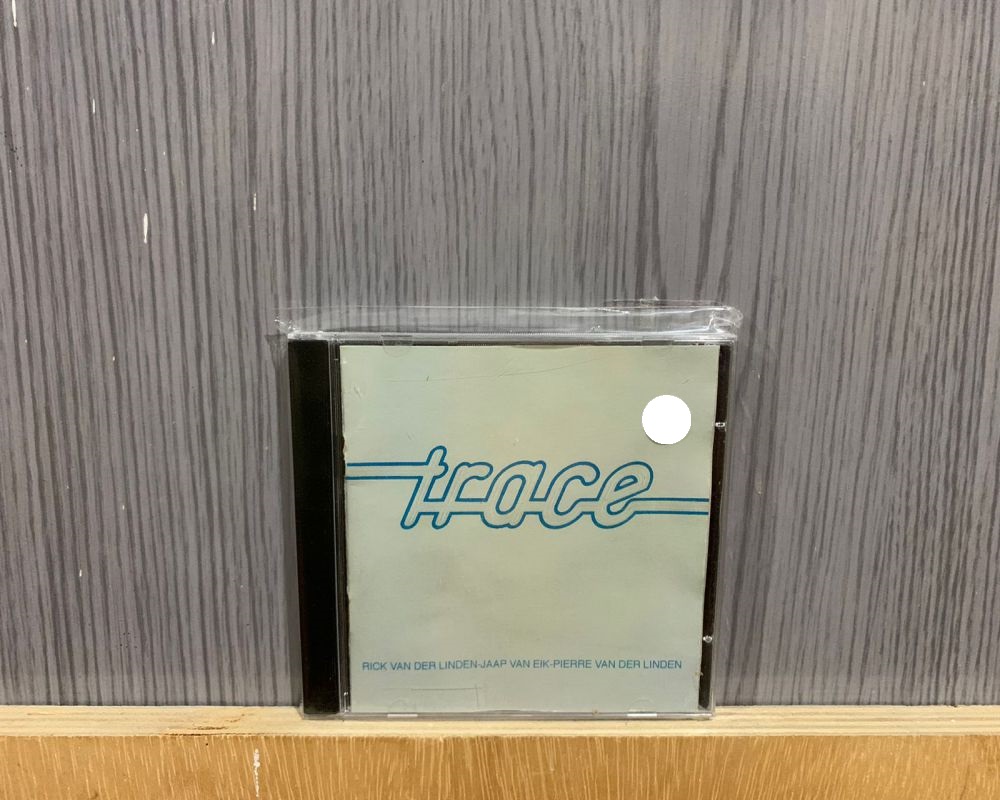 trace
RICK VAN DER LINDEN-JAAP VAN EIK-PIERRE VAN DER LINDEN